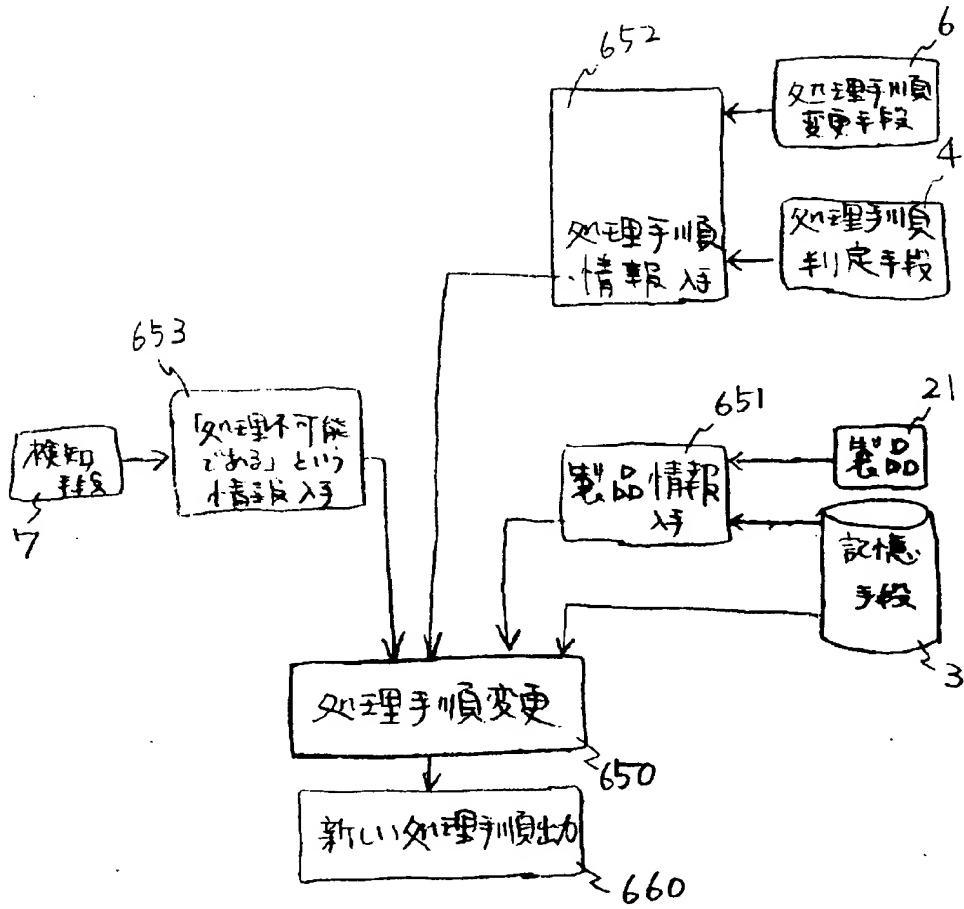 652
6
処理手順
変更手段
4
処理手順
判定手段
処理手順
情報入手
653
「処理不可能
である」という
情報入手
検知
手段
7
651
製品情報
入手
21
製品
記憶
手段
3
処理手順変更
650
新しい処理手順出力
660